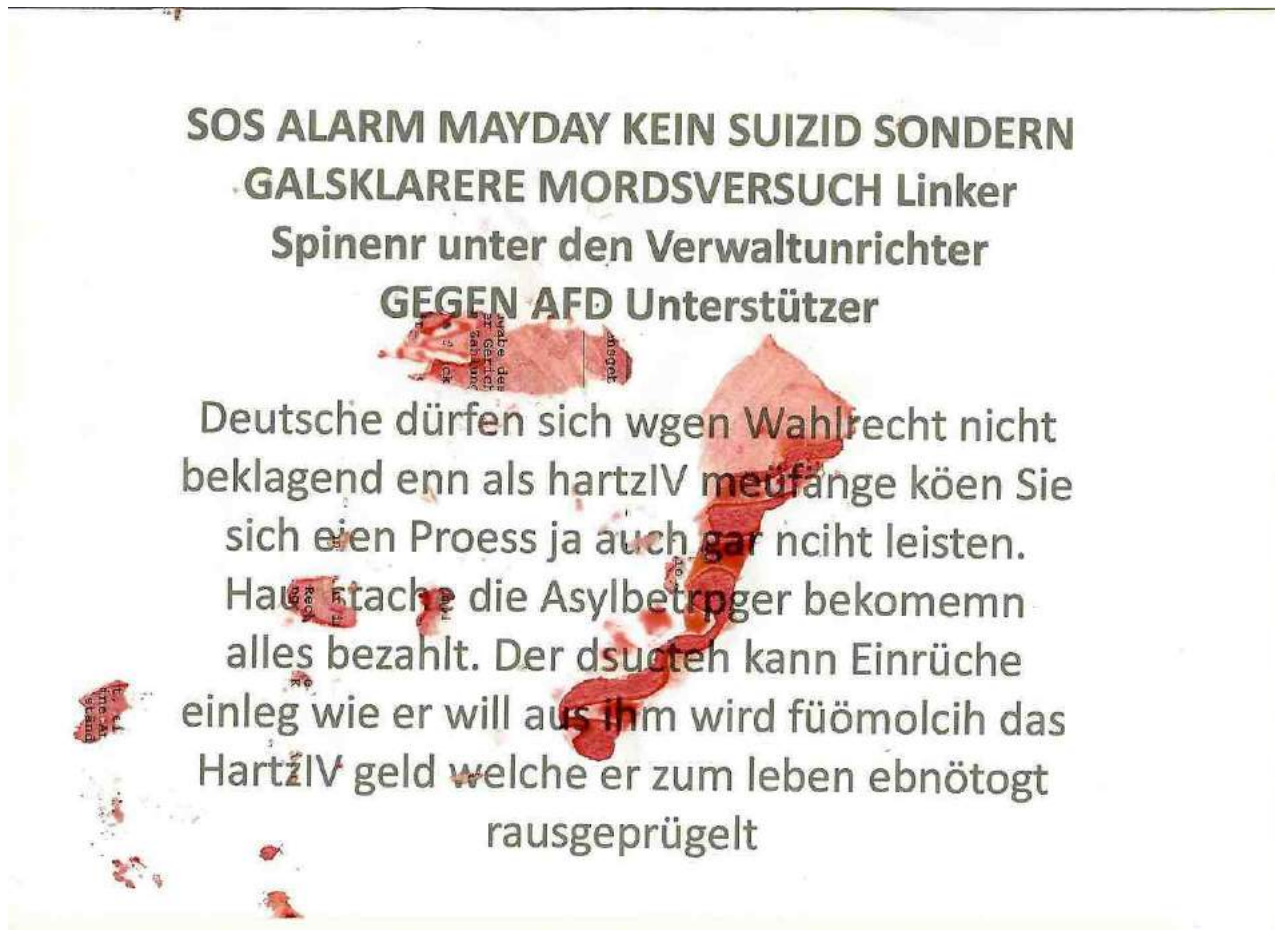 SOS ALARM MAYDAY KEIN SUIZID SONDERN
GALSKLARERE MORDSVERSUCH Linker
Spinenr unter den Verwaltunrichter
GEGEN AFD Unterstützer
Deutsche dürfen sich wgen Wahlrecht nicht
beklagend enn als hartzIV meüfänge köen Sie
sich eien Proess ja auch gar nciht leisten.
die Asylbetrpger bekomemn
alles bezahlt. Der dsucteh kann Einrüche
einleg wie er will aus ihm wird füömolcih das
HartzIV geld welche er zum leben ebnötogt
rausgeprügelt